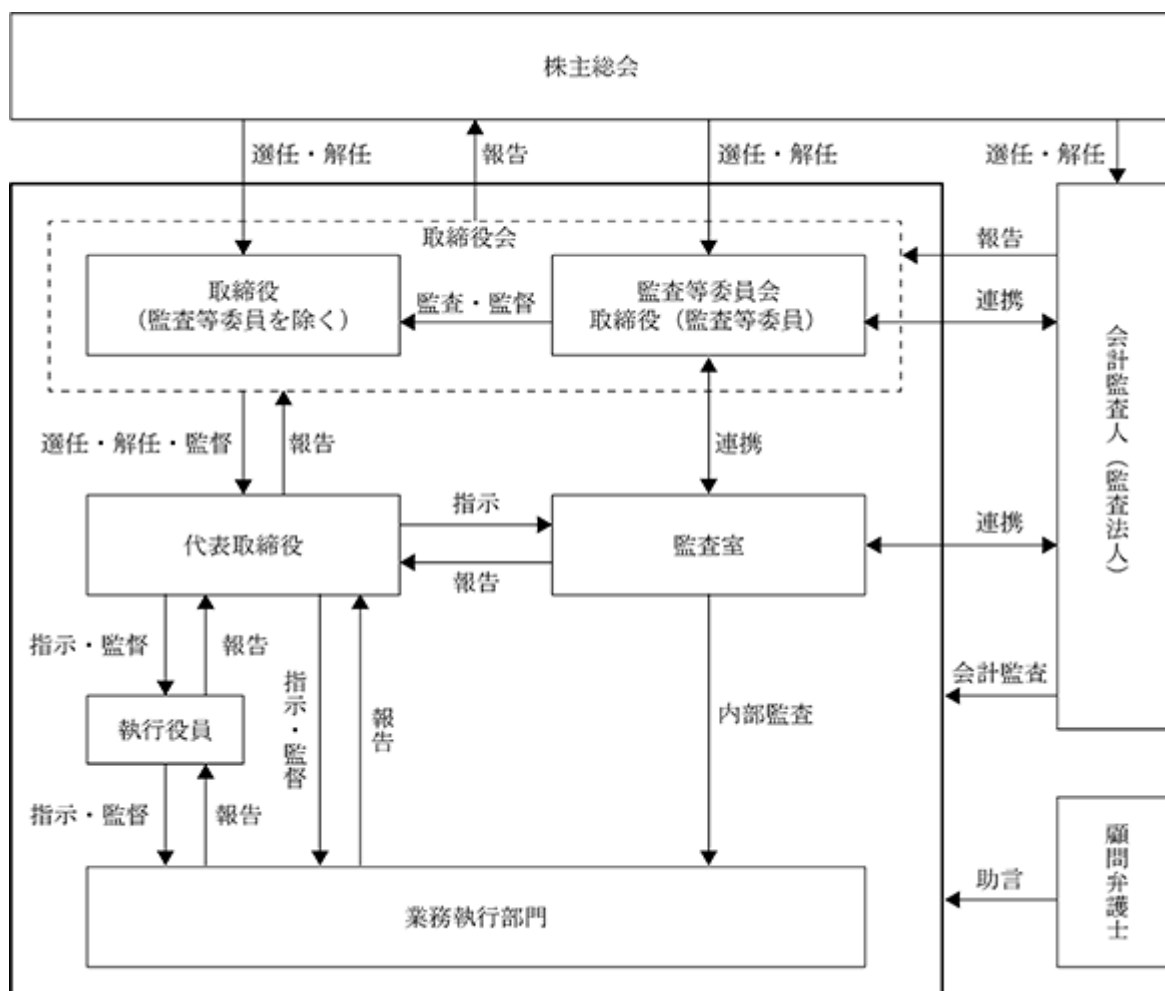 株主総会
選任・解任
報告
選任・解任
選任・解任
取締役会
報告
取締役
(監査等委員を除く)
監査・監督
監査等委員会
取締役(監査等委員)
連携
会計監査人(監査法人)
選任・解任・監督
報告
連携
代表取締役
指示
報告
監査室
連携
指示・監督
報告
指示・監督
報告
内部監査
会計監査
執行役員
指示・監督
報告
業務執行部門
助言
顧問弁護士